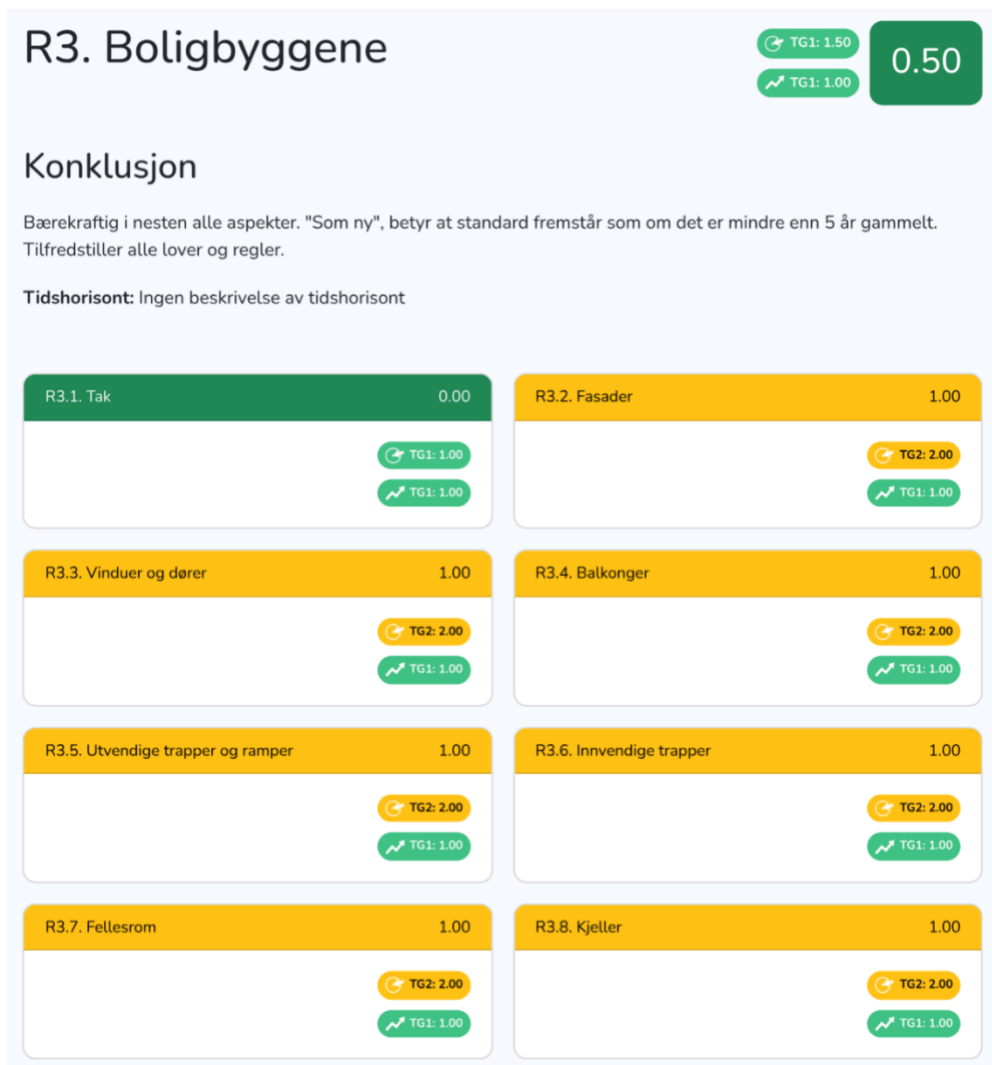 R3. Boligbyggene
TG1: 1.50
0.50
TG1: 1.00
Konklusjon
Bærekraftig i nesten alle aspekter. "Som ny", betyr at standard fremstår som om det er mindre enn 5 år gammelt.
Tilfredstiller alle lover og regler.
Tidshorisont: Ingen beskrivelse av tidshorisont
R3.1. Tak 0.00
TG1: 1.00
TG1: 1.00
R3.2. Fasader 1.00
TG2: 2.00
TG1: 1.00
R3.3. Vinduer og dører 1.00
TG2: 2.00
TG1: 1.00
R3.4. Balkonger 1.00
TG2: 2.00
TG1: 1.00
R3.5. Utvendige trapper og ramper 1.00
TG2: 2.00
TG1: 1.00
R3.6. Innvendige trapper 1.00
TG2: 2.00
TG1: 1.00
R3.7. Fellesrom 1.00
TG2: 2.00
TG1: 1.00
R3.8. Kjeller 1.00
TG2: 2.00
TG1: 1.00